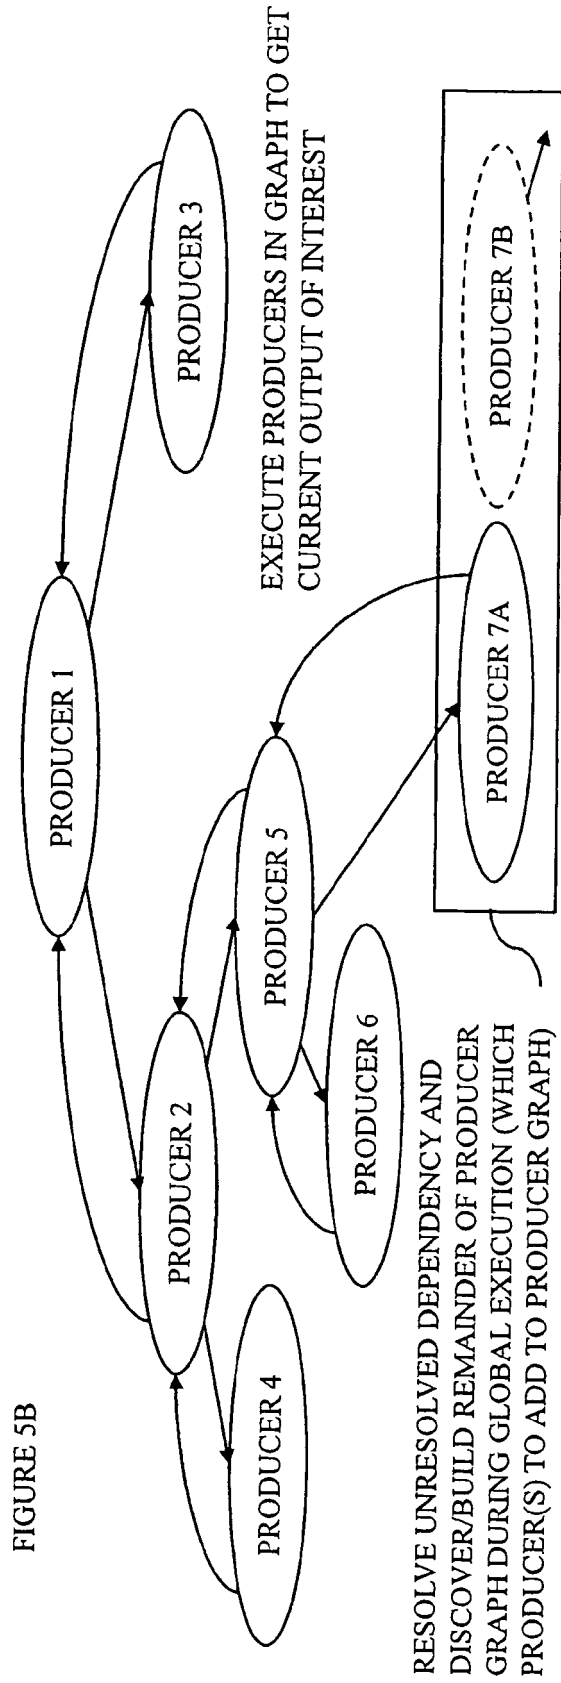 FIGURE 5B
PRODUCER 1
PRODUCER 3
PRODUCER 2
PRODUCER 4
PRODUCER 5
PRODUCER 6
EXECUTE PRODUCERS IN GRAPH TO GET
CURRENT OUTPUT OF INTEREST
RESOLVE UNRESOLVED DEPENDENCY AND
DISCOVER/BUILD REMAINDER OF PRODUCER
GRAPH DURING GLOBAL EXECUTION (WHICH
PRODUCER(S) TO ADD TO PRODUCER GRAPH)
PRODUCER 7A
PRODUCER 7B